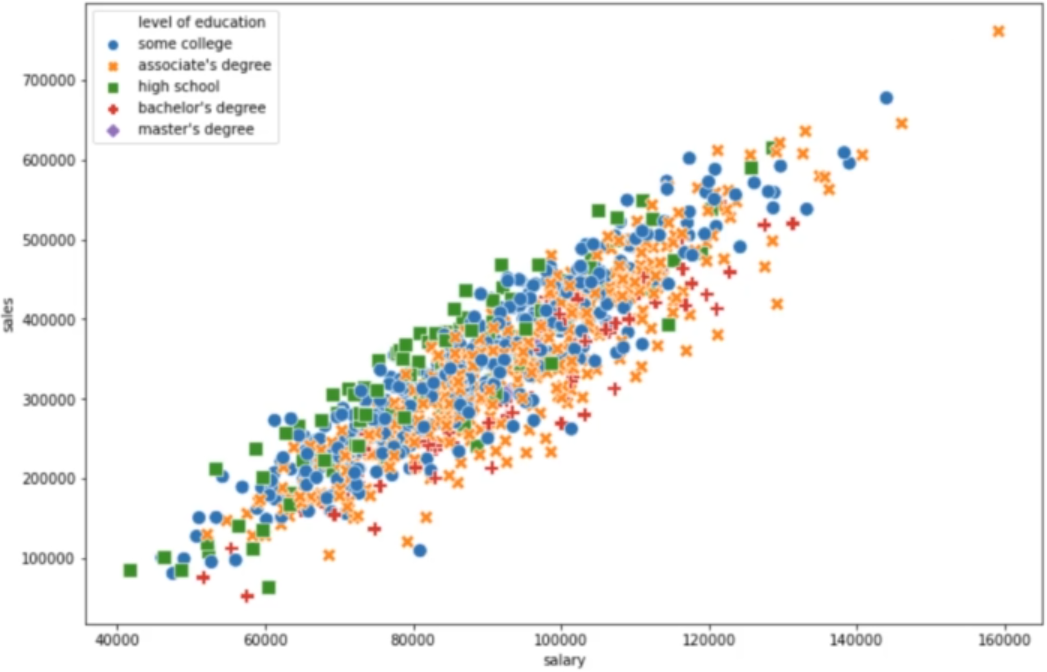 level of education
some college
associate's degree
high school
bachelor's degree
master's degree
700000
600000
500000
400000
300000
200000
100000
sales
40000 60000 80000 100000 120000 140000 160000
salary